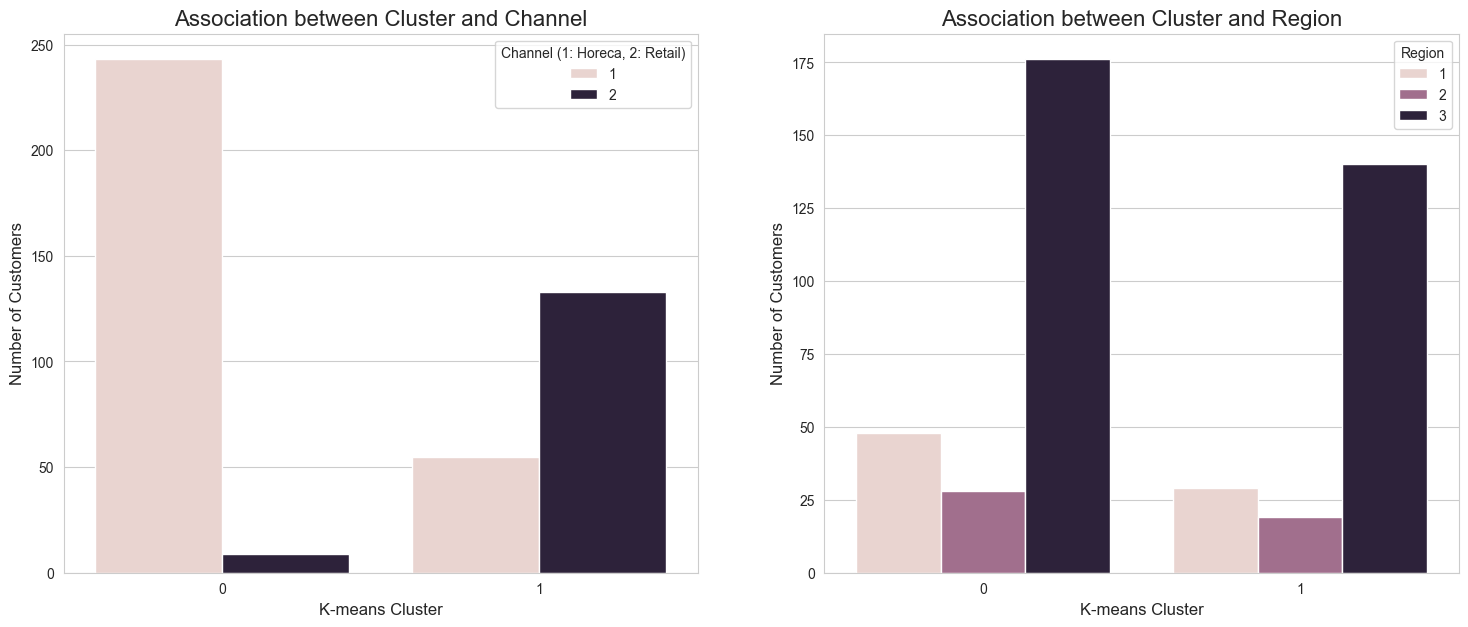 Association between Cluster and Channel
250
200
150
100
50
0
Number of Customers
Channel (1: Horeca, 2: Retail)
1
2
0
1
K-means Cluster
Association between Cluster and Region
175
150
125
100
75
50
25
0
Number of Customers
Region
1
2
3
0
1
K-means Cluster